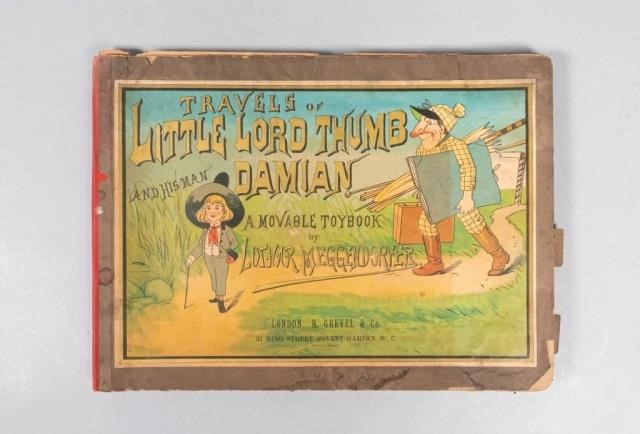 TRAVELS OF
LITTLE LORD THUMB
AND HIS MAN
DAMIAN
A MOVABLE TOYBOOK
by
LOTHAR MEGGENDORFER
LONDON, H. GREVEL & Co.
33 KING STREET, COVENT GARDEN W. C.